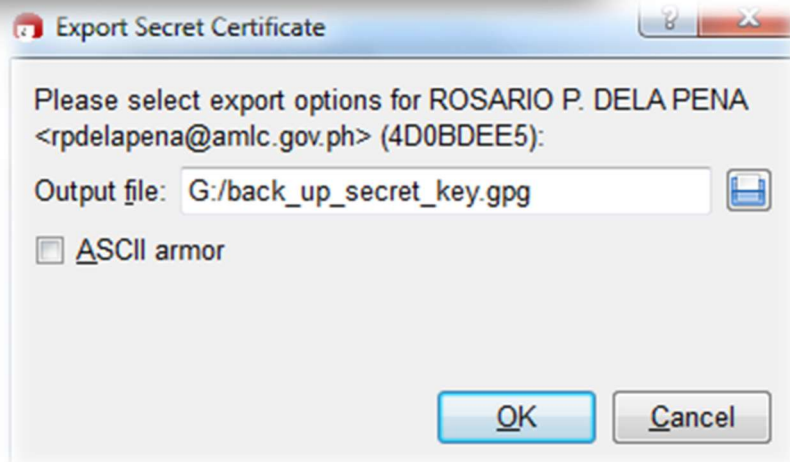 Export Secret Certificate
Please select export options for ROSARIO P. DELA PENA
<rpdelapena@amlc.gov.ph> (4D0BDEE5):
Output file: G:/back_up_secret_key.gpg
ASCII armor
OK Cancel